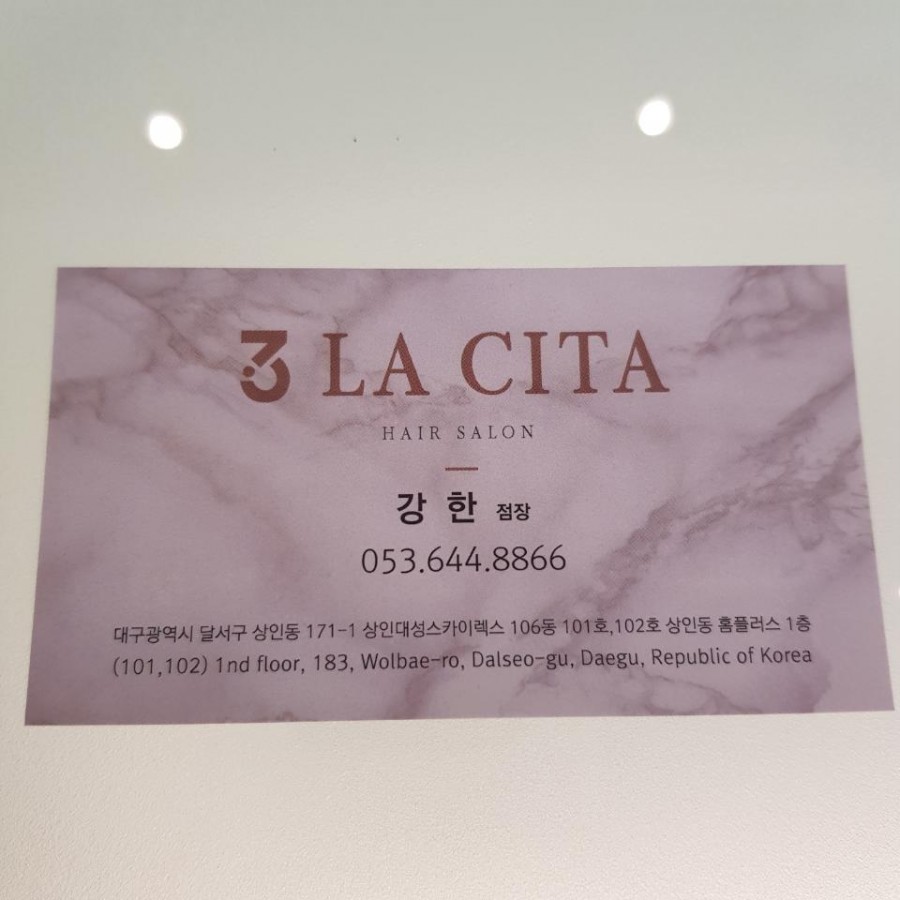 LA CITA
HAIR SALON
강 한 점장
053.644.8866
대구광역시 달서구 상인동 171-1 상인대성스카이렉스 106동 101호,102호 상인동 홈플러스 1층
(101,102) 1nd floor, 183, Wolbae-ro, Dalseo-gu, Daegu, Republic of Korea